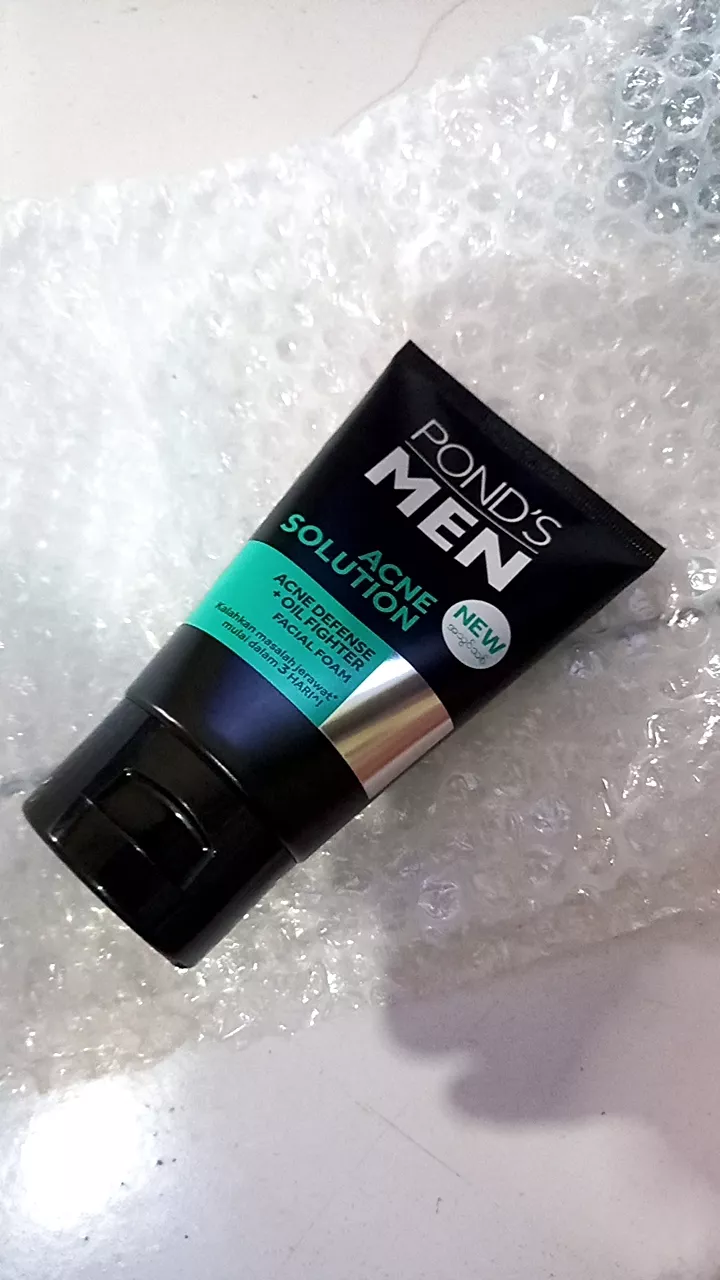 POND'S
MEN
ACNE
SOLUTION
NEW
ACNE DEFENSE
+ OIL FIGHTER
FACIAL FOAM
Kalahkan masalah jerawat*
mulai dalam 3 HARI^!